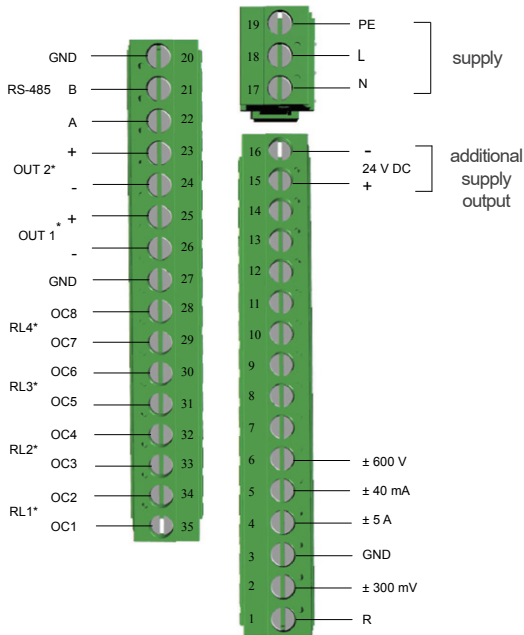 GND 20
RS-485 B 21
A 22
+ 23
OUT 2*
- 24
+ 25
OUT 1*
- 26
GND 27
OC8 28
RL4*
OC7 29
OC6 30
RL3*
OC5 31
OC4 32
RL2*
OC3 33
OC2 34
RL1*
OC1 35
19 PE
18 L
17 N
supply
16 -
24 V DC
15 +
additional
supply
output
14
13
12
11
10
9
8
7
6 ± 600 V
5 ± 40 mA
4 ± 5 A
3 GND
2 ± 300 mV
1 R